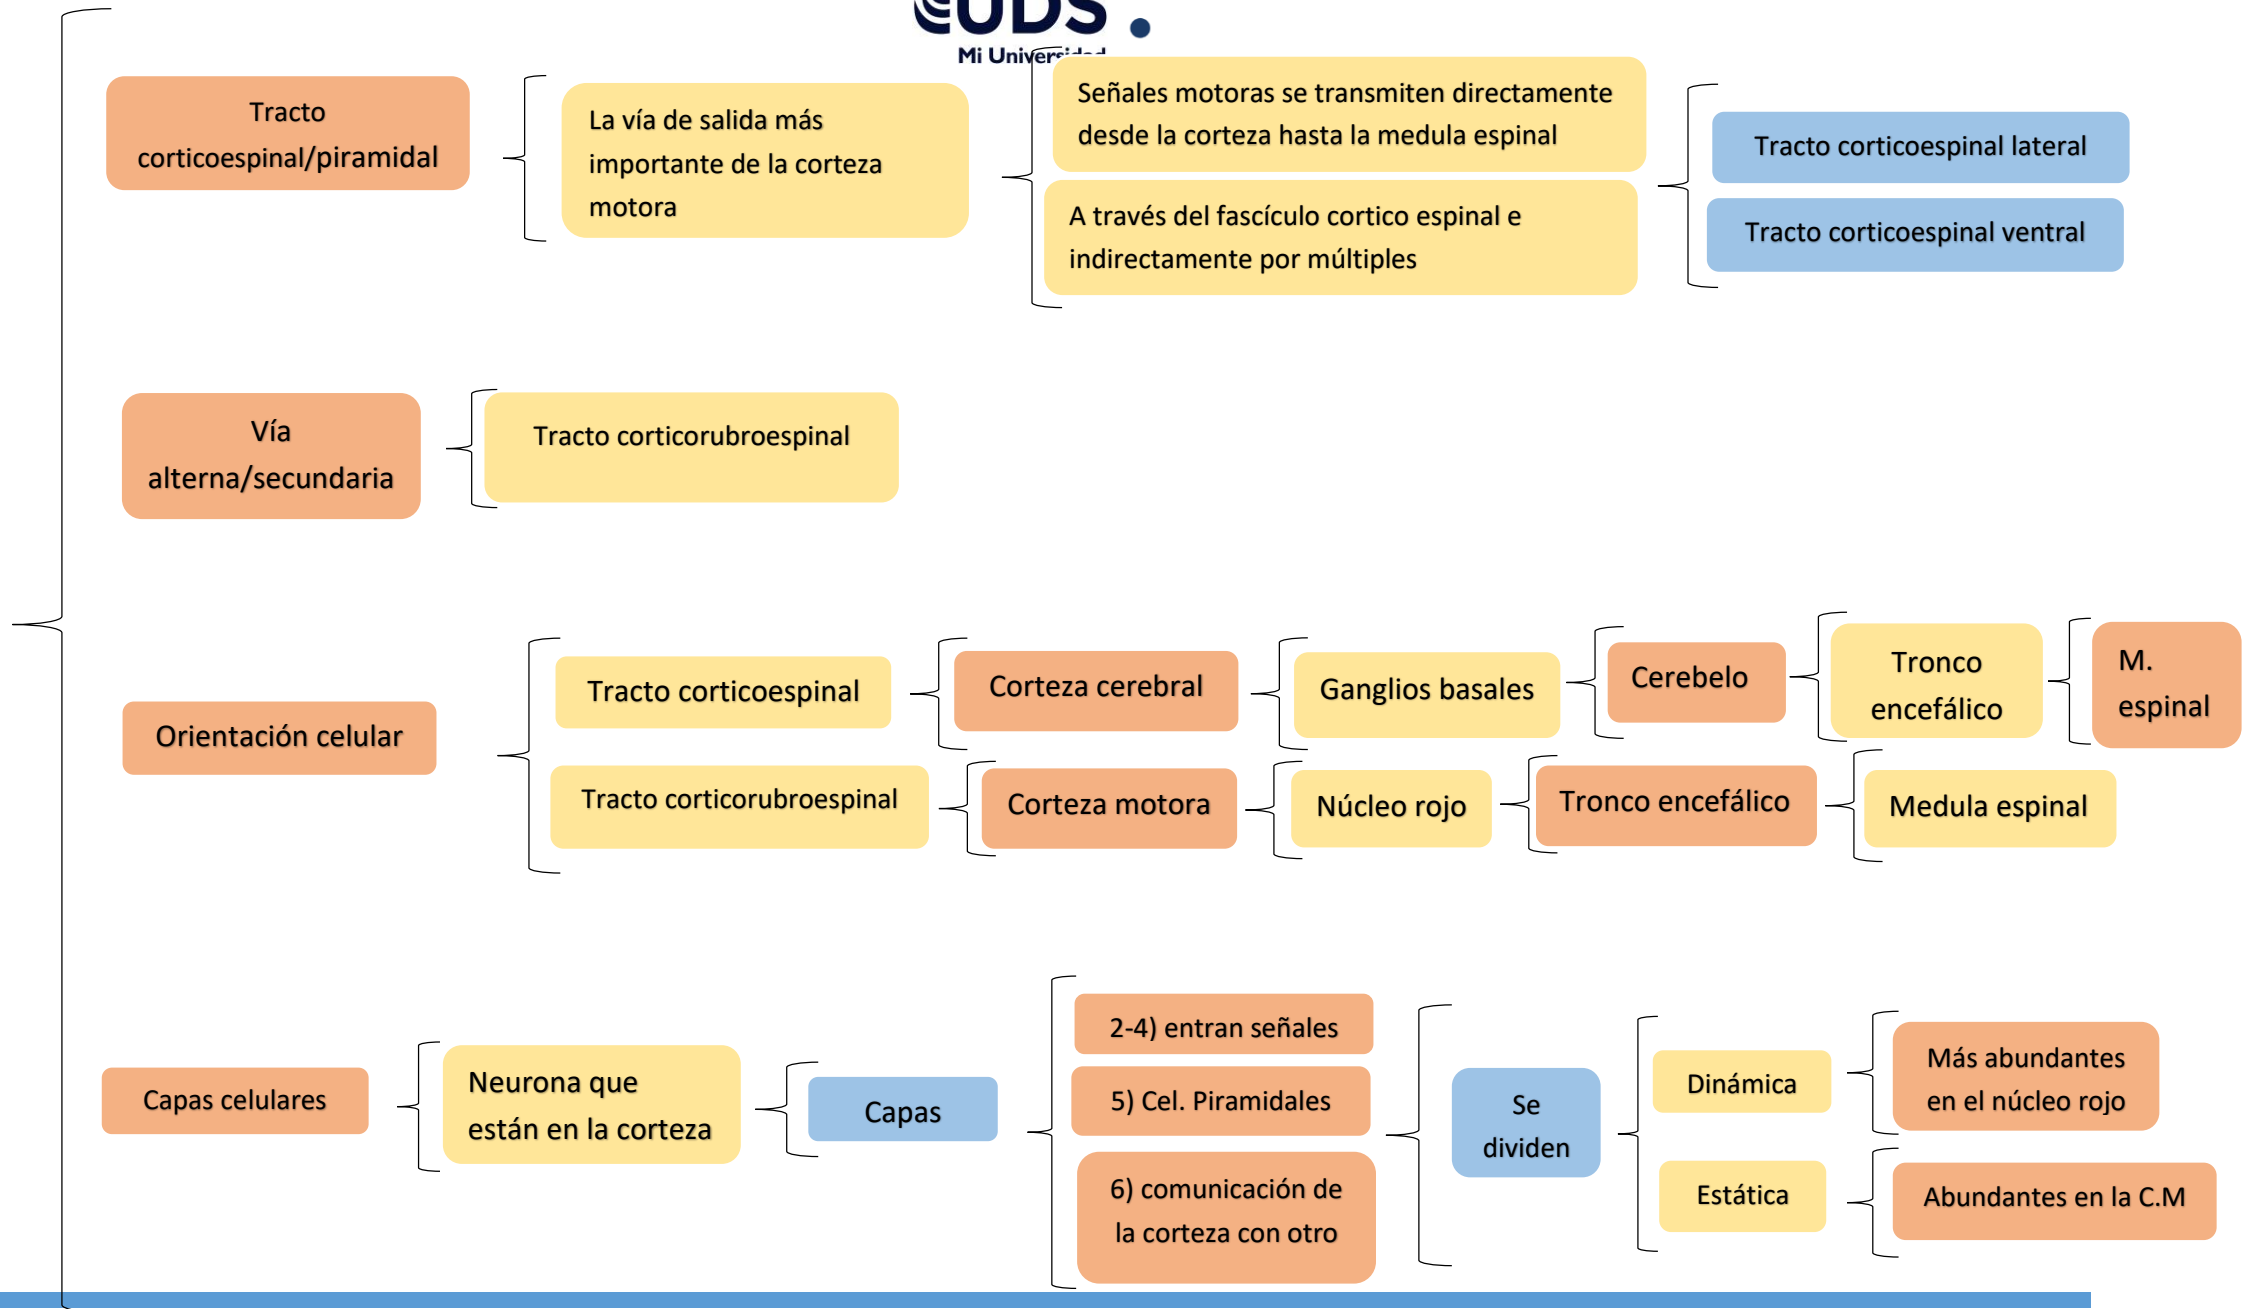 UDS
Mi Universidad
Tracto
corticoespinal/piramidal
La vía de salida más
importante de la corteza
motora
Señales motoras se transmiten directamente
desde la corteza hasta la medula espinal
A través del fascículo cortico espinal e
indirectamente por múltiples
Tracto corticoespinal lateral
Tracto corticoespinal ventral
Vía
alterna/secundaria
Tracto corticorubroespinal
Orientación celular
Tracto corticoespinal
Corteza cerebral
Ganglios basales
Cerebelo
Tronco
encefálico
M.
espinal
Tracto corticorubroespinal
Corteza motora
Núcleo rojo
Tronco encefálico
Medula espinal
Capas celulares
Neurona que
están en la corteza
Capas
2-4) entran señales
5) Cel. Piramidales
6) comunicación de
la corteza con otro
Se
dividen
Dinámica
Más abundantes
en el núcleo rojo
Estática
Abundantes en la C.M